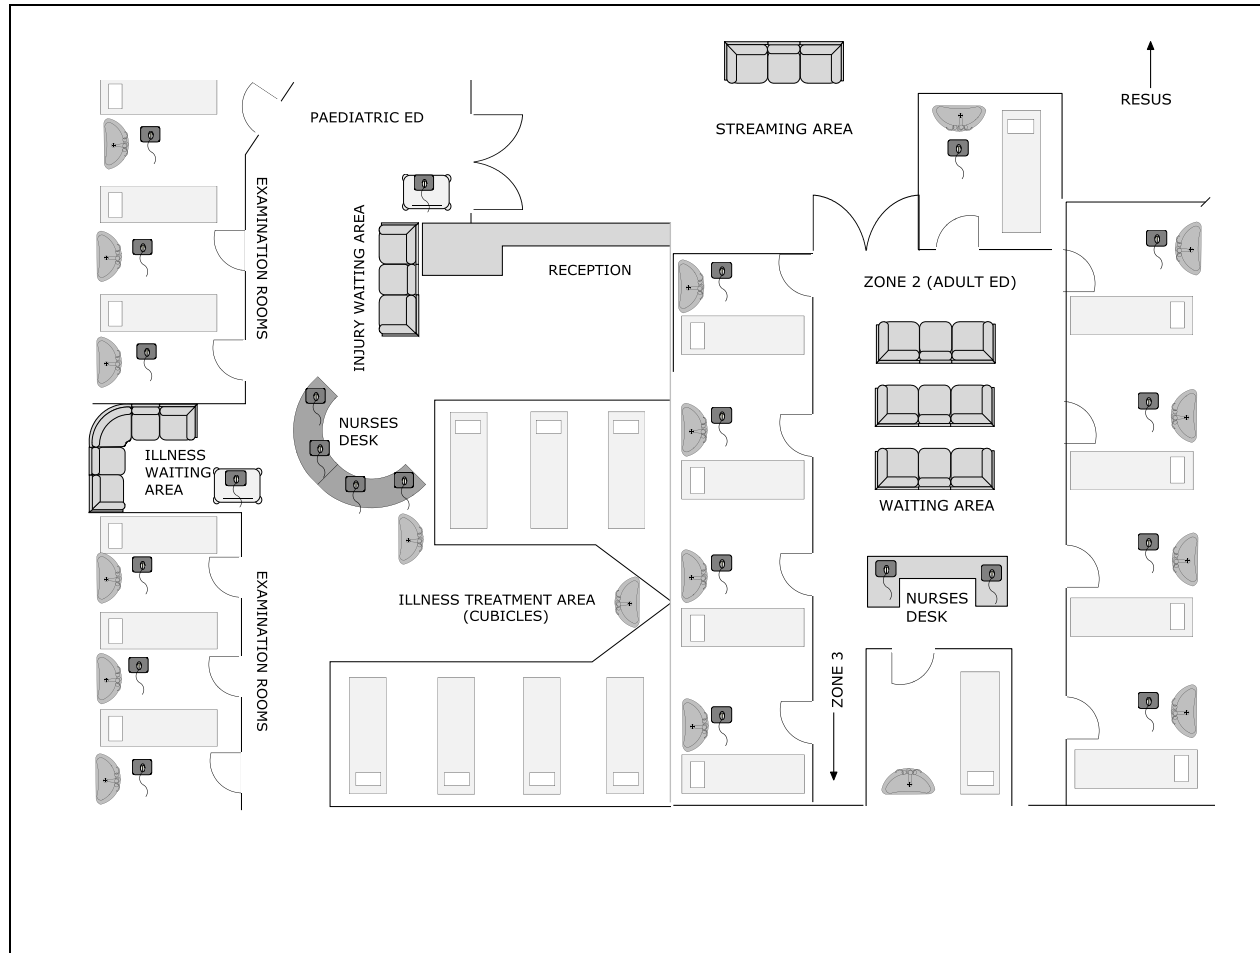 RESUS
PAEDIATRIC ED
STREAMING AREA
EXAMINATION ROOMS
INJURY WAITING AREA
RECEPTION
ZONE 2 (ADULT ED)
NURSES
DESK
ILLNESS
WAITING
AREA
WAITING AREA
EXAMINATION ROOMS
ILLNESS TREATMENT AREA
(CUBICLES)
NURSES
DESK
ZONE 3